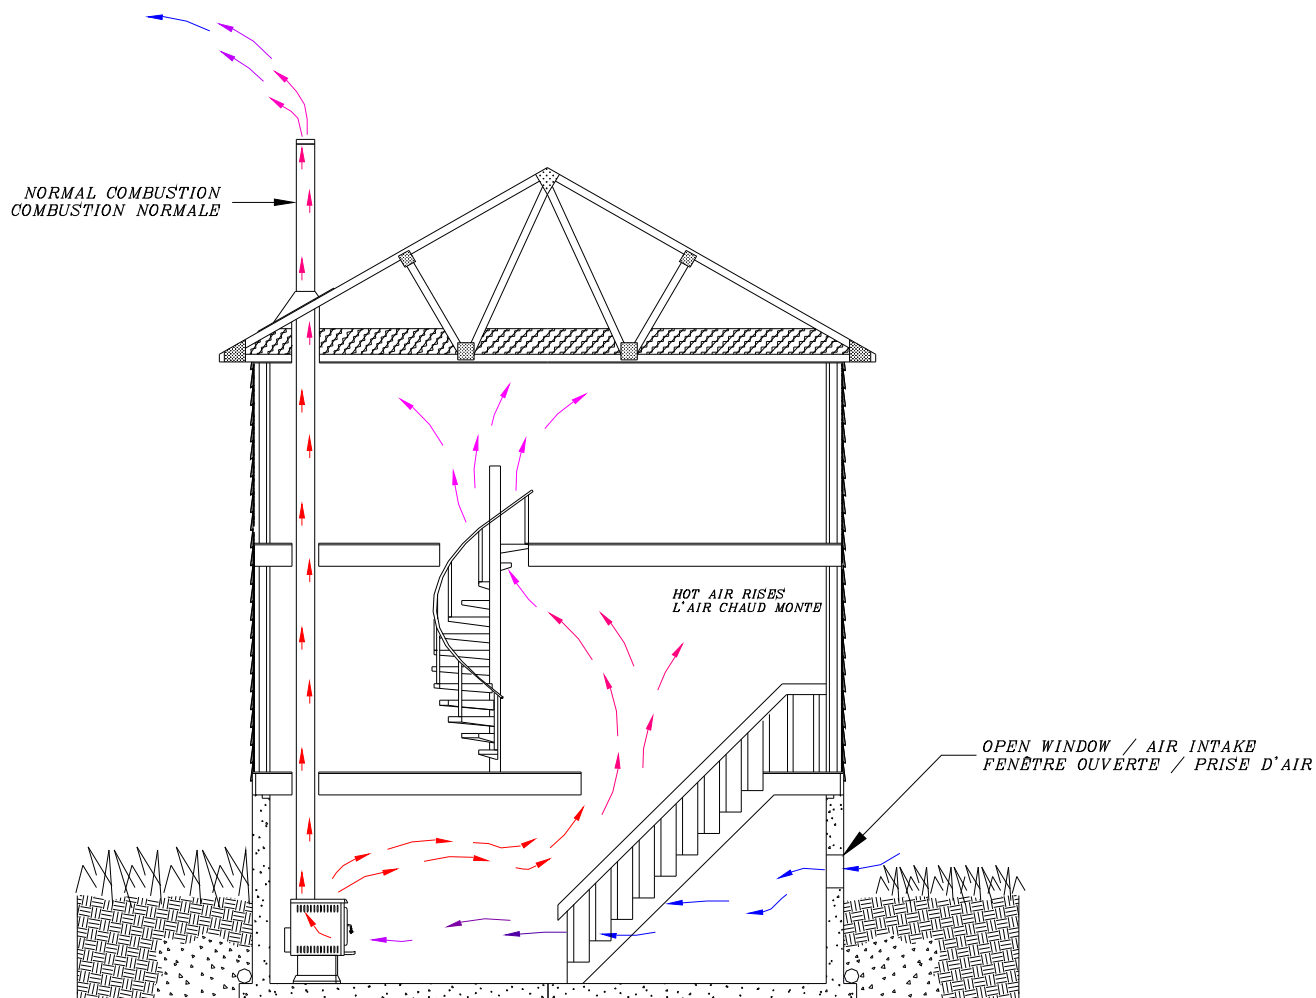 NORMAL COMBUSTION
COMBUSTION NORMALE
HOT AIR RISES
L'AIR CHAUD MONTE
OPEN WINDOW / AIR INTAKE
FENÊTRE OUVERTE / PRISE D'AIR